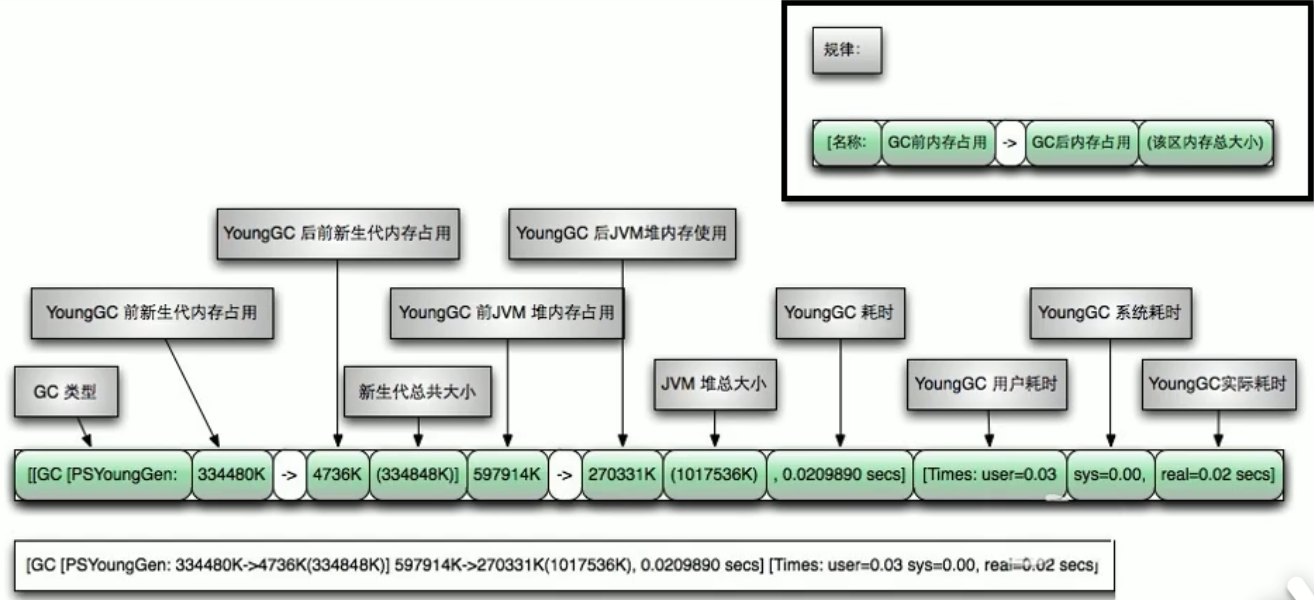 规律:
[名称: GC前内存占用 -> GC后内存占用 (该区内存总大小)
YoungGC 后前新生代内存占用
YoungGC 后JVM堆内存使用
YoungGC 前新生代内存占用
YoungGC 前JVM 堆内存占用
YoungGC 耗时
YoungGC 系统耗时
GC 类型
新生代总共大小
JVM 堆总大小
YoungGC 用户耗时
YoungGC实际耗时
[[GC [PSYoungGen: 334480K -> 4736K (334848K)] 597914K -> 270331K (1017536K) , 0.0209890 secs] [Times: user=0.03 sys=0.00, real=0.02 secs]
[GC [PSYoungGen: 334480K->4736K(334848K)] 597914K->270331K(1017536K), 0.0209890 secs] [Times: user=0.03 sys=0.00, real=0.02 secs]